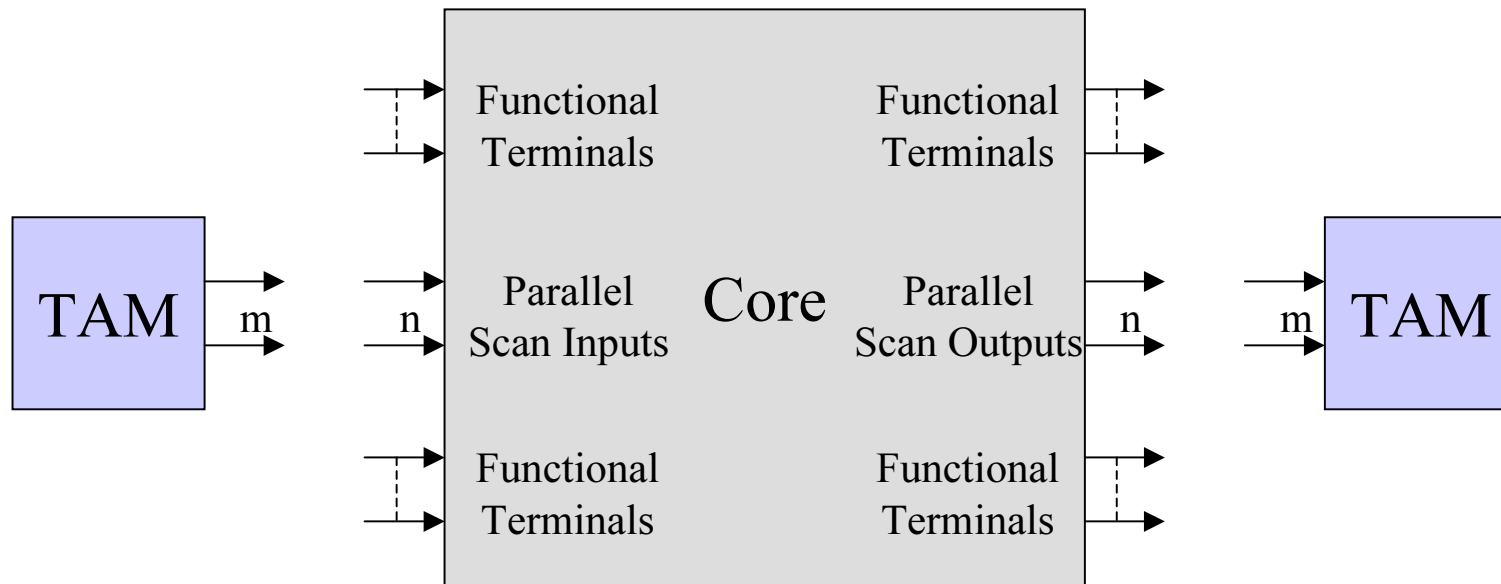 Functional
Terminals
Functional
Terminals
TAM
m
n
Parallel
Scan Inputs
Core
Parallel
Scan Outputs
n
m
TAM
Functional
Terminals
Functional
Terminals